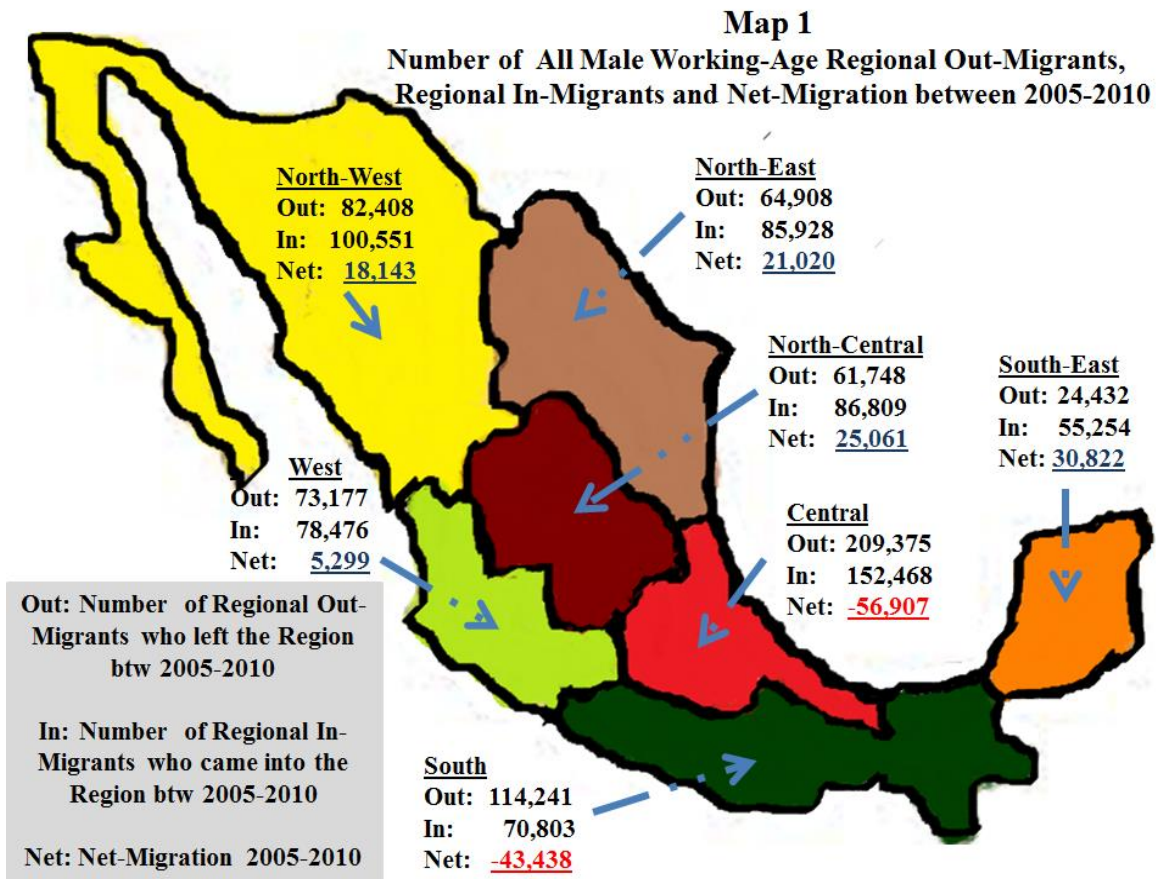 Map 1
Number of All Male Working-Age Regional Out-Migrants,
Regional In-Migrants and Net-Migration between 2005-2010
North-West
Out: 82,408
In: 100,551
Net: 18,143
North-East
Out: 64,908
In: 85,928
Net: 21,020
North-Central
Out: 61,748
In: 86,809
Net: 25,061
South-East
Out: 24,432
In: 55,254
Net: 30,822
West
Out: 73,177
In: 78,476
Net: 5,299
Central
Out: 209,375
In: 152,468
Net: -56,907
South
Out: 114,241
In: 70,803
Net: -43,438
Out: Number of Regional Out-
Migrants who left the Region
btw 2005-2010
In: Number of Regional In-
Migrants who came into the
Region btw 2005-2010
Net: Net-Migration 2005-2010